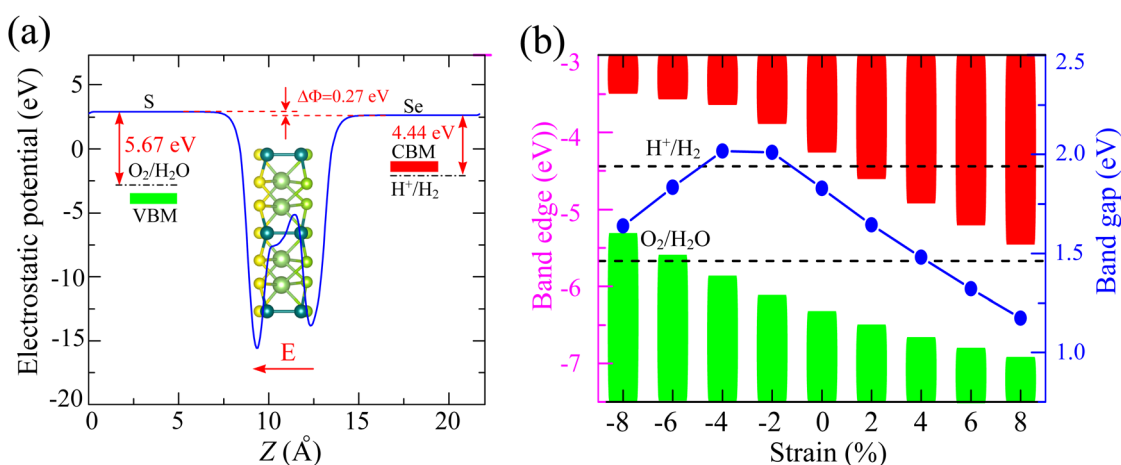 (a)
Electrostatic potential (eV)
5
0
-5
-10
-15
-20
S
ΔΦ=0.27 eV
Se
5.67 eV
4.44 eV
O₂/H₂O
CBM
VBM
H⁺/H₂
E
0 5 10 15 20
Z (Å)
(b)
Band edge (eV))
-3
-4
-5
-6
-7
H⁺/H₂
O₂/H₂O
2.5
2.0
1.5
1.0
Band gap (eV)
-8 -6 -4 -2 0 2 4 6 8
Strain (%)